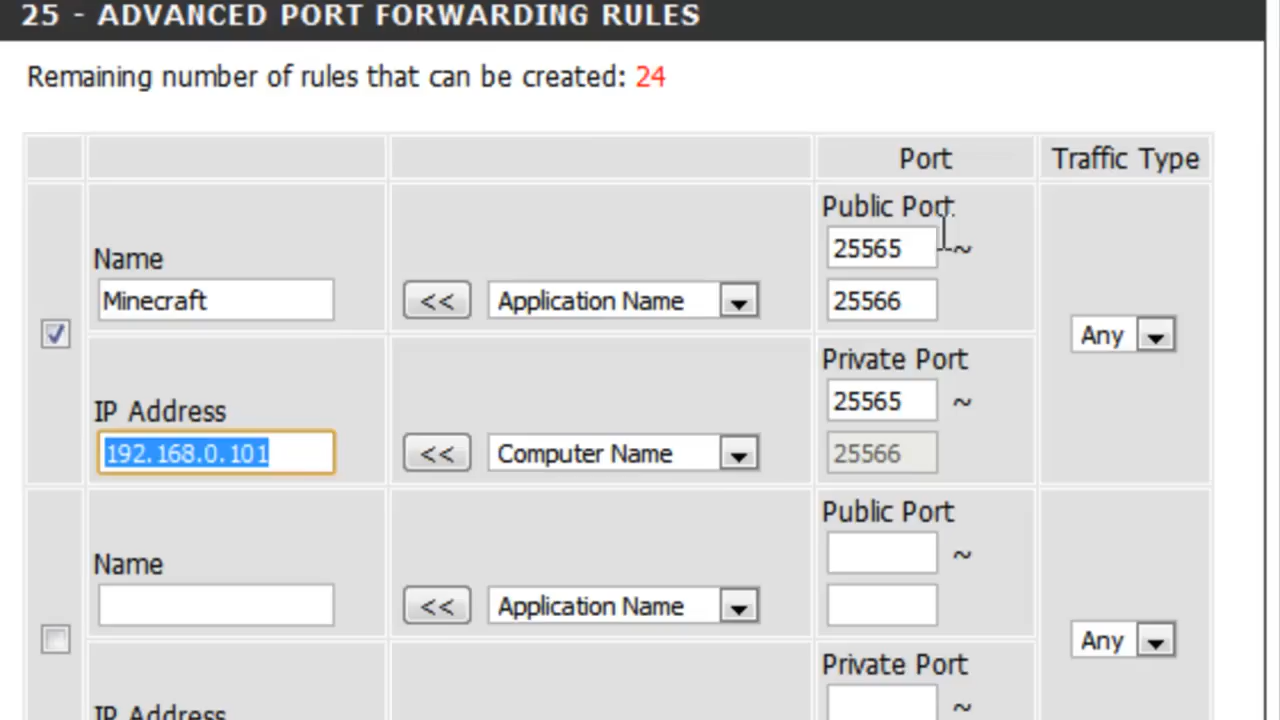 25 - ADVANCED PORT FORWARDING RULES
Remaining number of rules that can be created: 24
Port
Traffic Type
Public Port
25565 ~
Name
Minecraft
<<
Application Name
25566
Any
Private Port
25565 ~
IP Address
192.168.0.101
<<
Computer Name
25566
Public Port
~
Name
<<
Application Name
Any
Private Port
~
IP Address